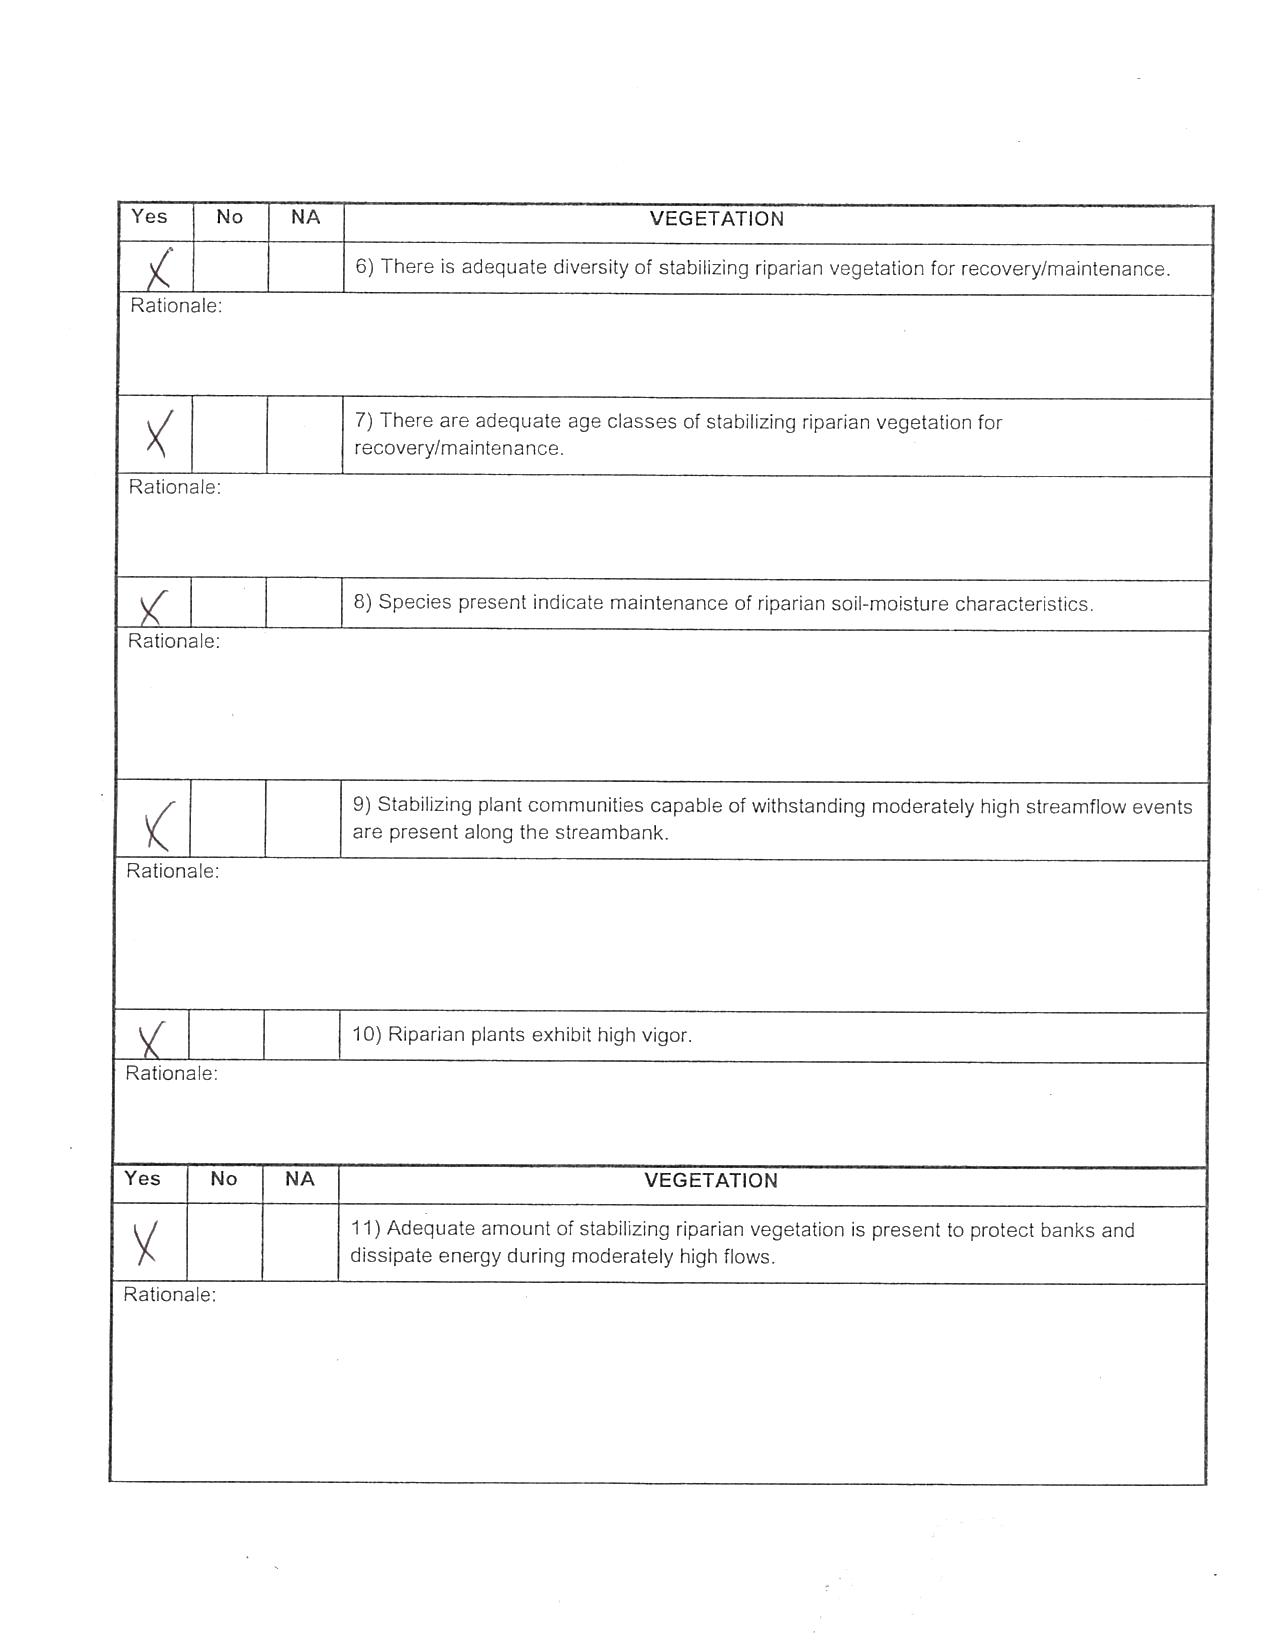 Yes No NA VEGETATION
X 6) There is adequate diversity of stabilizing riparian vegetation for recovery/maintenance.
Rationale:
X 7) There are adequate age classes of stabilizing riparian vegetation for
recovery/maintenance.
Rationale:
X 8) Species present indicate maintenance of riparian soil-moisture characteristics.
Rationale:
X 9) Stabilizing plant communities capable of withstanding moderately high streamflow events
are present along the streambank.
Rationale:
X 10) Riparian plants exhibit high vigor.
Rationale:
Yes No NA VEGETATION
X 11) Adequate amount of stabilizing riparian vegetation is present to protect banks and
dissipate energy during moderately high flows.
Rationale: